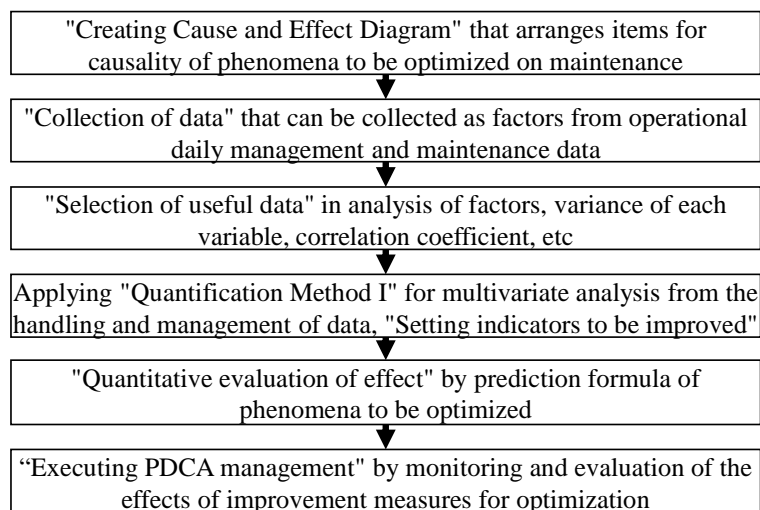 "Creating Cause and Effect Diagram" that arranges items for
causality of phenomena to be optimized on maintenance
"Collection of data" that can be collected as factors from operational
daily management and maintenance data
"Selection of useful data" in analysis of factors, variance of each
variable, correlation coefficient, etc
Applying "Quantification Method I" for multivariate analysis from the
handling and management of data, "Setting indicators to be improved"
"Quantitative evaluation of effect" by prediction formula of
phenomena to be optimized
“Executing PDCA management" by monitoring and evaluation of the
effects of improvement measures for optimization